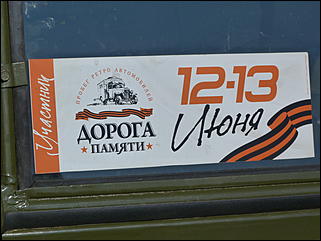 Участник
ПРОБЕГ РЕТРО АВТОМОБИЛЕЙ
ДОРОГА
ПАМЯТИ
12-13
Июня